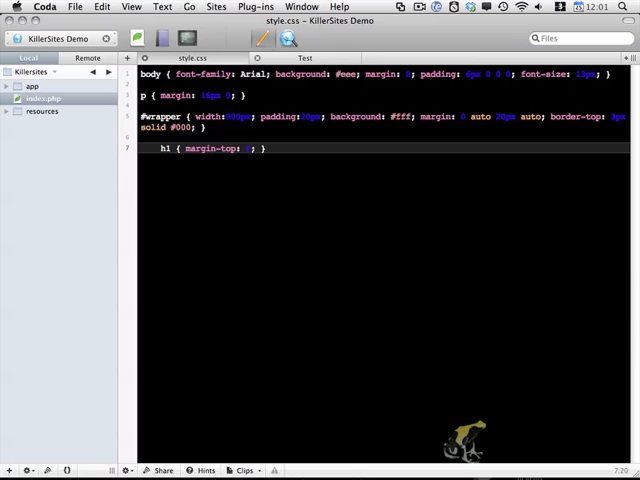 Coda File Edit View Text Go Sites Plug-ins Window Help 3 12:01
style.css — KillerSites Demo
KillerSites Demo
Files
Local Remote + style.css Test
Killersites
app
index.php
resources
1 body { font-family: Arial; background: #eee; margin: 0; padding: 6px 0 0 0; font-size: 13px; }
2
3 p { margin: 16px 0; }
4
5 #wrapper { width:900px; padding:20px; background: #fff; margin: 0 auto 20px auto; border-top: 3px
solid #000; }
6
7 h1 { margin-top: 0; }
+ {} Share Hints Clips 7:20